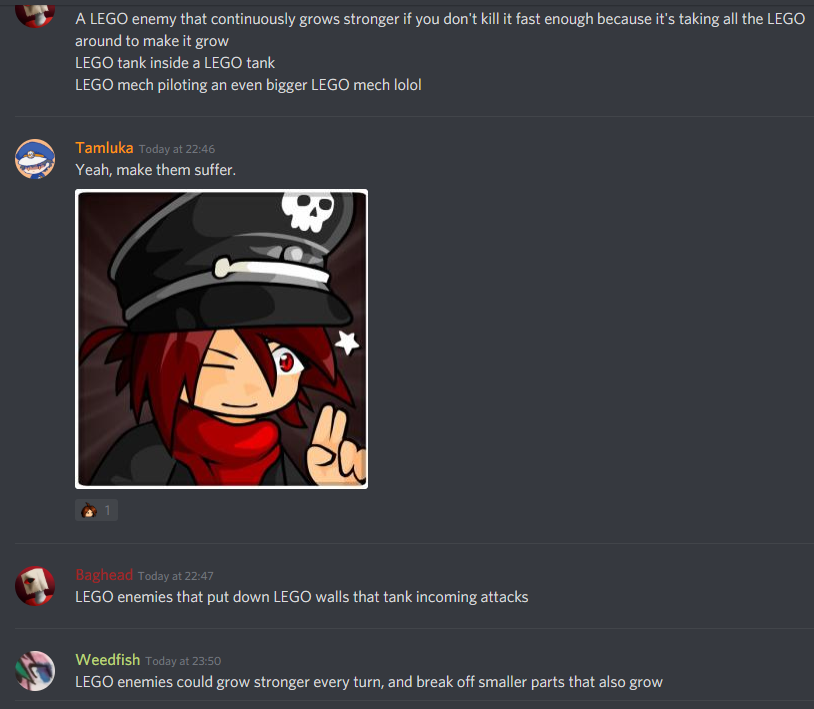 A LEGO enemy that continuously grows stronger if you don't kill it fast enough because it's taking all the LEGO
around to make it grow
LEGO tank inside a LEGO tank
LEGO mech piloting an even bigger LEGO mech lolol
Tamluka Today at 22:46
Yeah, make them suffer.
1
Baghead Today at 22:47
LEGO enemies that put down LEGO walls that tank incoming attacks
Weedfish Today at 23:50
LEGO enemies could grow stronger every turn, and break off smaller parts that also grow